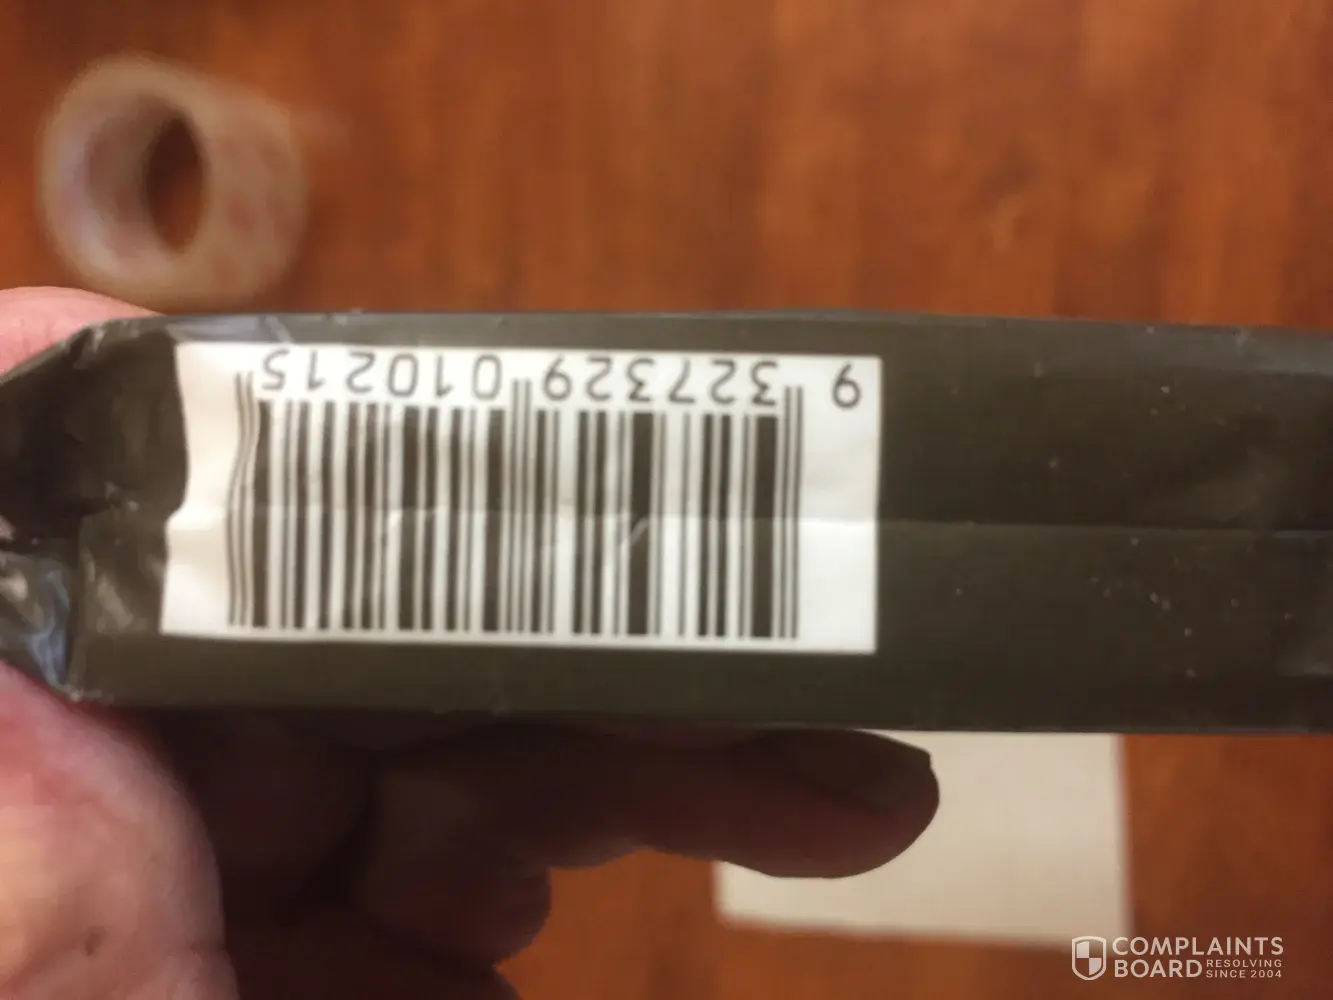 9 327329 010215
COMPLAINTS
BOARD RESOLVING
SINCE 2004